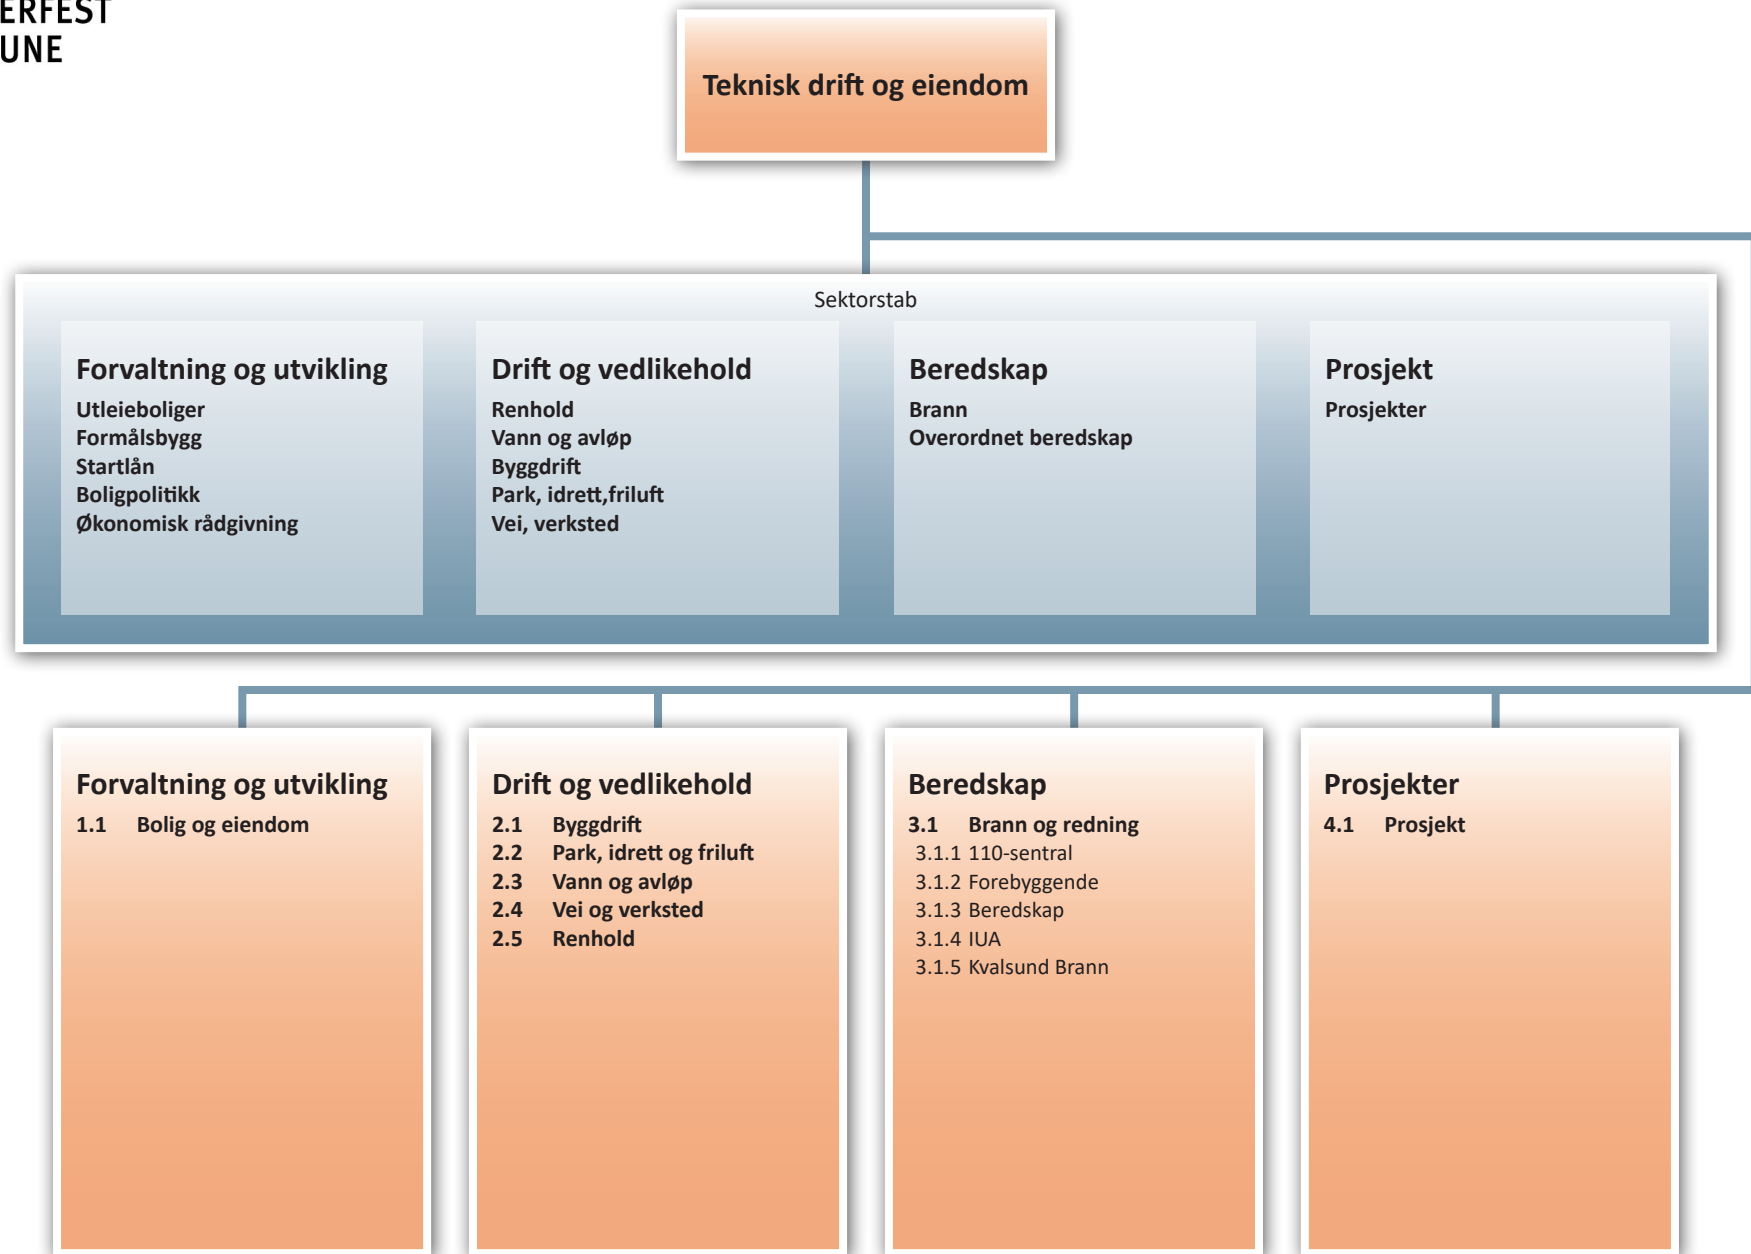 ERFEST
UNE
Teknisk drift og eiendom
Sektorstab
Forvaltning og utvikling
Utleieboliger
Formålsbygg
Startlån
Boligpolitikk
Økonomisk rådgivning
Drift og vedlikehold
Renhold
Vann og avløp
Byggdrift
Park, idrett,friluft
Vei, verksted
Beredskap
Brann
Overordnet beredskap
Prosjekt
Prosjekter
Forvaltning og utvikling
1.1 Bolig og eiendom
Drift og vedlikehold
2.1 Byggdrift
2.2 Park, idrett og friluft
2.3 Vann og avløp
2.4 Vei og verksted
2.5 Renhold
Beredskap
3.1 Brann og redning
3.1.1 110-sentral
3.1.2 Forebyggende
3.1.3 Beredskap
3.1.4 IUA
3.1.5 Kvalsund Brann
Prosjekter
4.1 Prosjekt